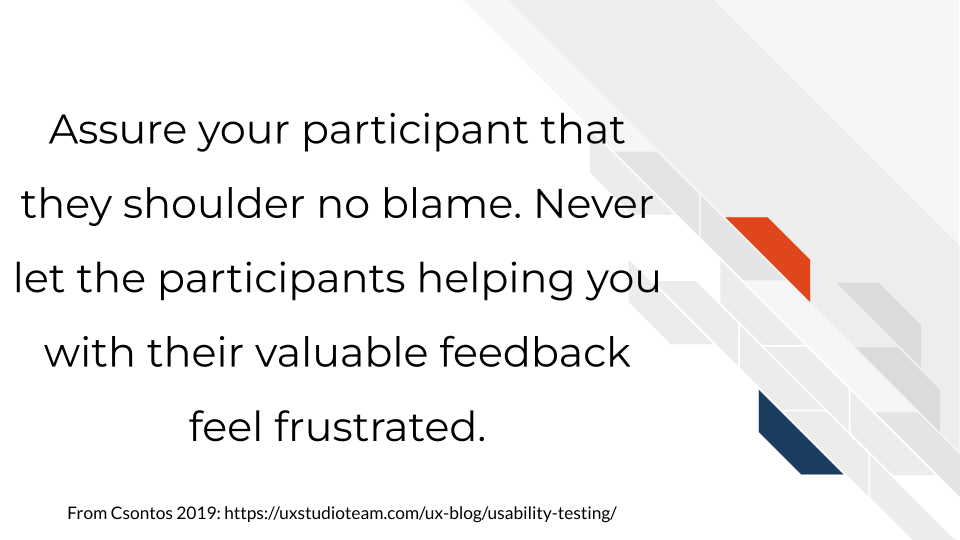 Assure your participant that
they shoulder no blame. Never
let the participants helping you
with their valuable feedback
feel frustrated.
From Csontos 2019: https://uxstudioteam.com/ux-blog/usability-testing/